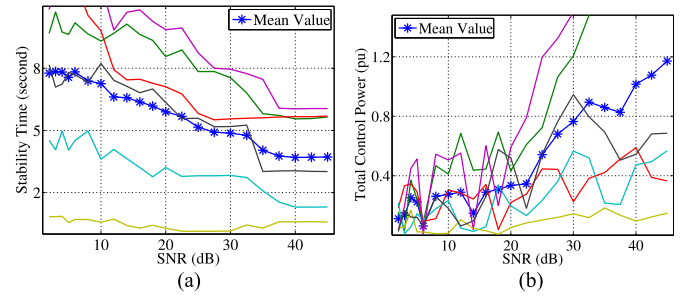 Mean Value
8
5
2
Stability Time (second)
10
20
30
40
SNR (dB)
(a)
Mean Value
1.2
0.8
0.4
Total Control Power (pu)
10
20
30
40
SNR (dB)
(b)